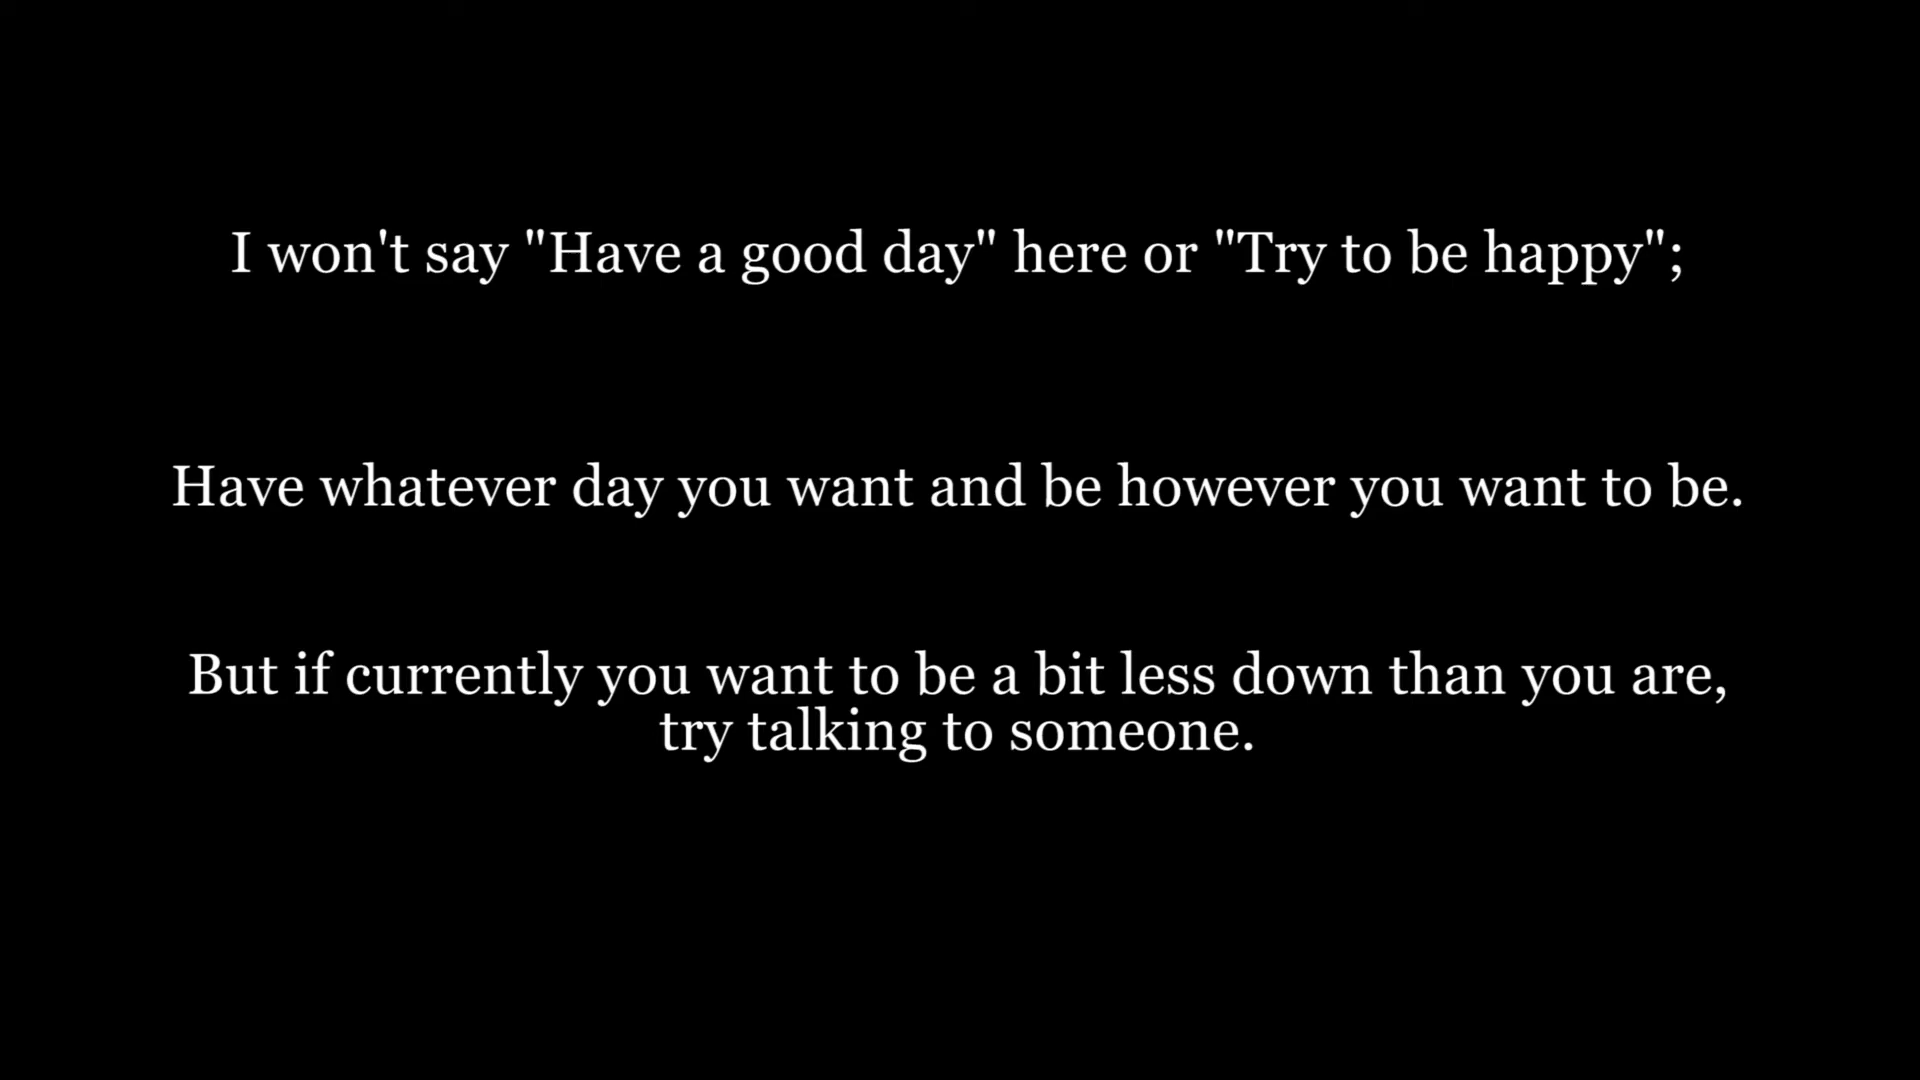 I won't say "Have a good day" here or "Try to be happy";
Have whatever day you want and be however you want to be.
But if currently you want to be a bit less down than you are,
try talking to someone.